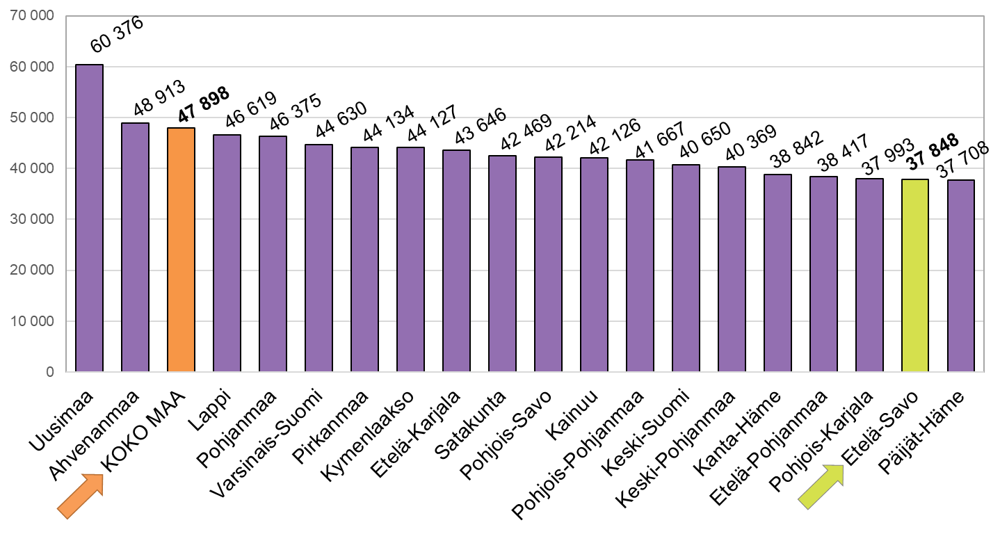 70 000
60 000
50 000
40 000
30 000
20 000
10 000
0
60 376
48 913
47 898
46 619
46 375
44 630
44 134
44 127
43 646
42 469
42 214
42 126
41 667
40 650
40 369
38 842
38 417
37 993
37 848
37 708
Uusimaa
Ahvenanmaa
KOKO MAA
Lappi
Pohjanmaa
Varsinais-Suomi
Pirkanmaa
Kymenlaakso
Etelä-Karjala
Satakunta
Pohjois-Savo
Kainuu
Pohjois-Pohjanmaa
Keski-Suomi
Keski-Pohjanmaa
Kanta-Häme
Etelä-Pohjanmaa
Pohjois-Karjala
Etelä-Savo
Päijät-Häme